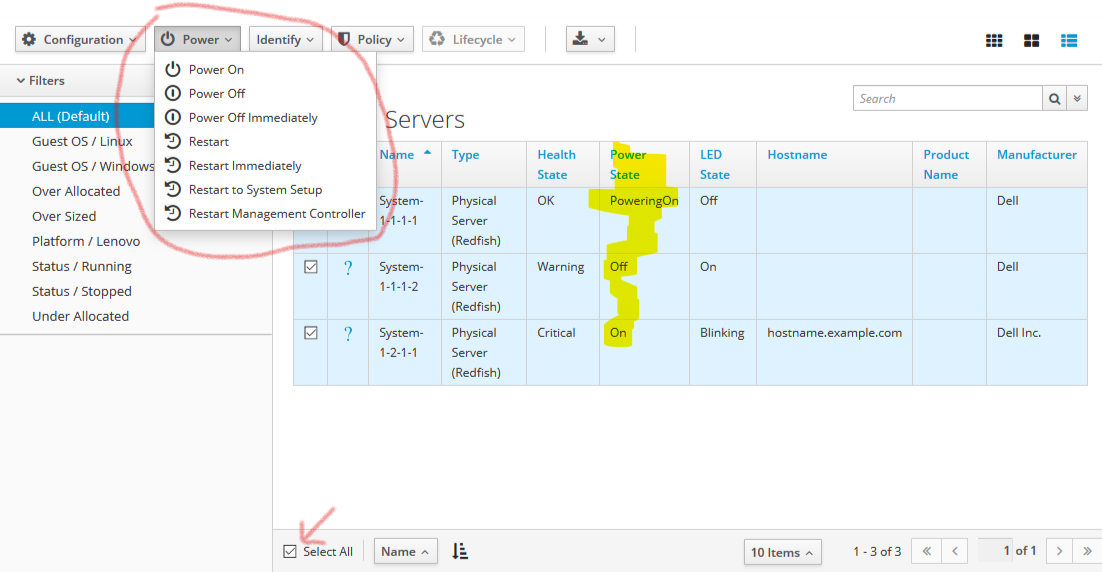 Configuration Power Identify Policy Lifecycle
Power On
Power Off
Power Off Immediately
Restart
Restart Immediately
Restart to System Setup
Restart Management Controller
Filters
ALL (Default)
Guest OS / Linux
Guest OS / Windows
Over Allocated
Over Sized
Platform / Lenovo
Status / Running
Status / Stopped
Under Allocated
Search
Servers
Name Type Health State Power State LED State Hostname Product Name Manufacturer
System-1-1-1-1 Physical Server (Redfish) OK PoweringOn Off Dell
? System-1-1-1-2 Physical Server (Redfish) Warning Off On Dell
? System-1-2-1-1 Physical Server (Redfish) Critical On Blinking hostname.example.com Dell Inc.
Select All Name 10 Items 1 - 3 of 3 « < 1 of 1 > »